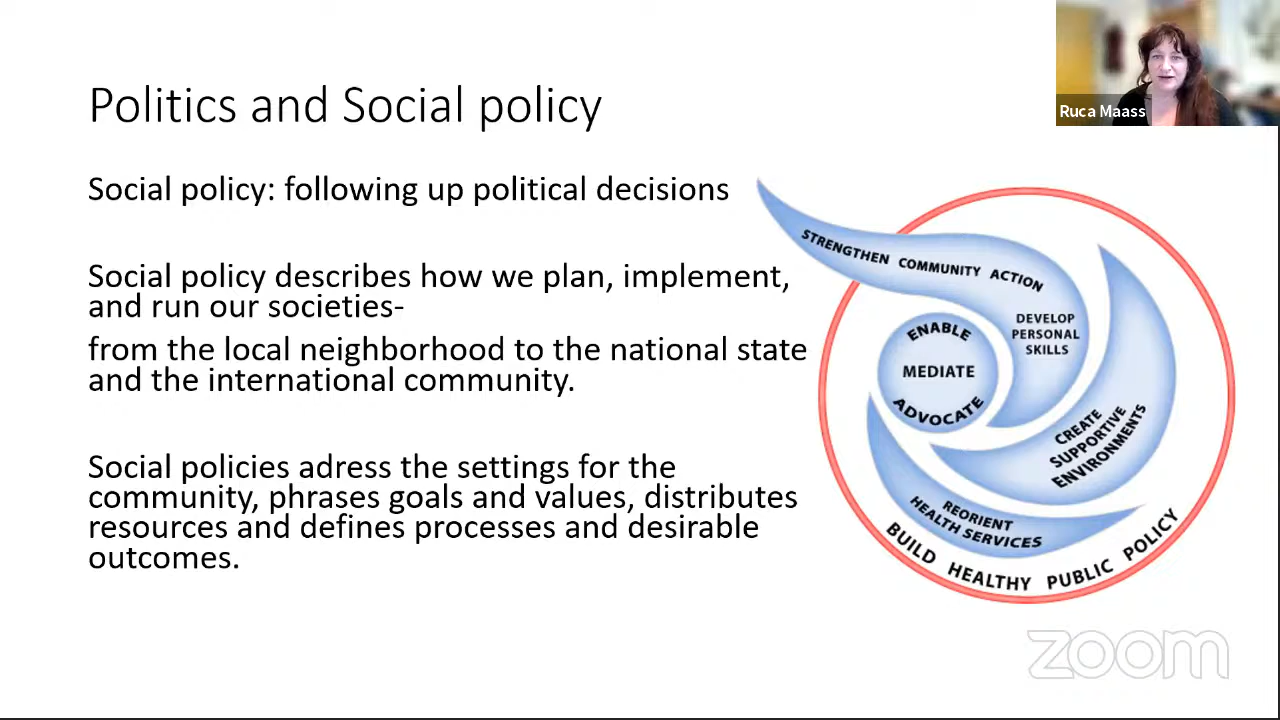 Politics and Social policy
Ruca Maass
Social policy: following up political decisions
Social policy describes how we plan, implement,
and run our societies-
from the local neighborhood to the national state
and the international community.
Social policies adress the settings for the
community, phrases goals and values, distributes
resources and defines processes and desirable
outcomes.
STRENGTHEN COMMUNITY ACTION
DEVELOP
PERSONAL
SKILLS
ENABLE
MEDIATE
ADVOCATE
CREATE
SUPPORTIVE
ENVIRONMENTS
REORIENT
HEALTH SERVICES
BUILD HEALTHY PUBLIC POLICY
zoom